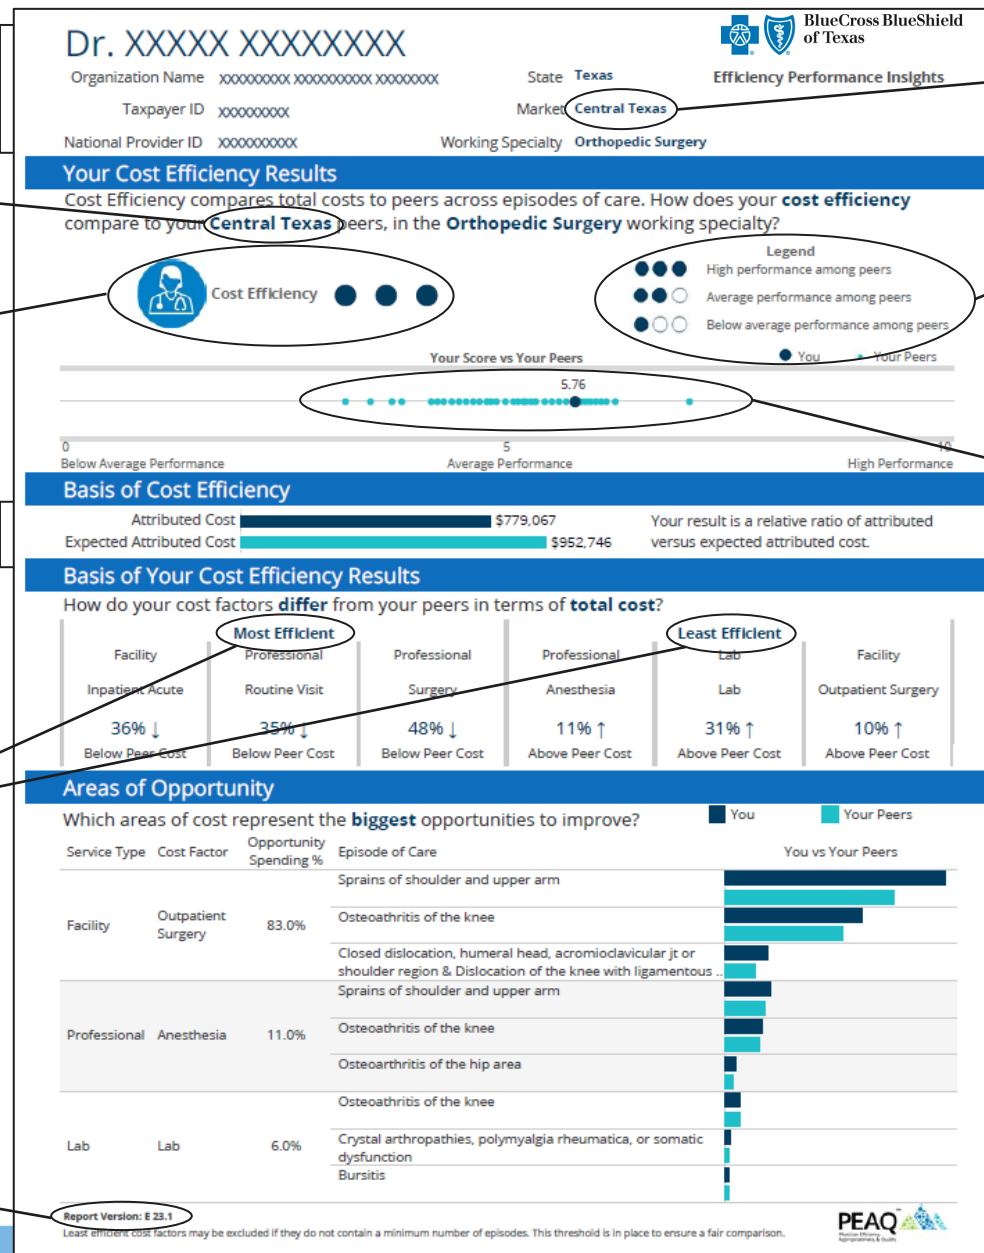 Dr. XXXXX XXXXXXXX
BlueCross BlueShield
of Texas
Organization Name XXXXXXXXX XXXXXXXXXX XXXXXXXX
State Texas
Efficiency Performance Insights
Taxpayer ID XXXXXXXXX
Market Central Texas
National Provider ID XXXXXXXXXX
Working Specialty Orthopedic Surgery
Your Cost Efficiency Results
Cost Efficiency compares total costs to peers across episodes of care. How does your cost efficiency
compare to your Central Texas peers, in the Orthopedic Surgery working specialty?
Legend
High performance among peers
Cost Efficiency
Average performance among peers
Below average performance among peers
Your Score vs Your Peers
You
Your Peers
5.76
0 5 10
Below Average Performance Average Performance High Performance
Basis of Cost Efficiency
Attributed Cost $779,067
Expected Attributed Cost $952,746
Your result is a relative ratio of attributed
versus expected attributed cost.
Basis of Your Cost Efficiency Results
How do your cost factors differ from your peers in terms of total cost?
Most Efficient Least Efficient
Facility Professional Professional Professional Lab Facility
Inpatient Acute Routine Visit Surgery Anesthesia Lab Outpatient Surgery
36% ↓ 35% ↓ 48% ↓ 11% ↑ 31% ↑ 10% ↑
Below Peer Cost Below Peer Cost Below Peer Cost Above Peer Cost Above Peer Cost Above Peer Cost
Areas of Opportunity
Which areas of cost represent the biggest opportunities to improve?
You Your Peers
Service Type Cost Factor Opportunity Spending % Episode of Care You vs Your Peers
Sprains of shoulder and upper arm
Facility Outpatient Surgery 83.0%
Osteoathritis of the knee
Closed dislocation, humeral head, acromioclavicular jt or
shoulder region & Dislocation of the knee with ligamentous ..
Sprains of shoulder and upper arm
Professional Anesthesia 11.0%
Osteoathritis of the knee
Osteoarthritis of the hip area
Osteoathritis of the knee
Lab Lab 6.0%
Crystal arthropathies, polymyalgia rheumatica, or somatic
dysfunction
Bursitis
Report Version: E 23.1
Least efficient cost factors may be excluded if they do not contain a minimum number of episodes. This threshold is in place to ensure a fair comparison.
PEAQ